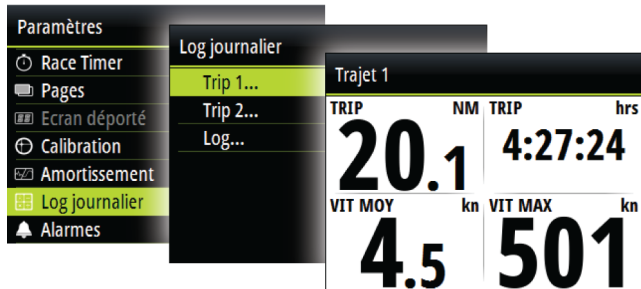 Paramètres
Race Timer
Pages
Ecran déporté
Calibration
Amortissement
Log journalier
Alarmes
Log journalier
Trip 1...
Trip 2...
Log...
Trajet 1
TRIP NM TRIP hrs
20.1 4:27:24
VIT MOY kn VIT MAX kn
4.5 501